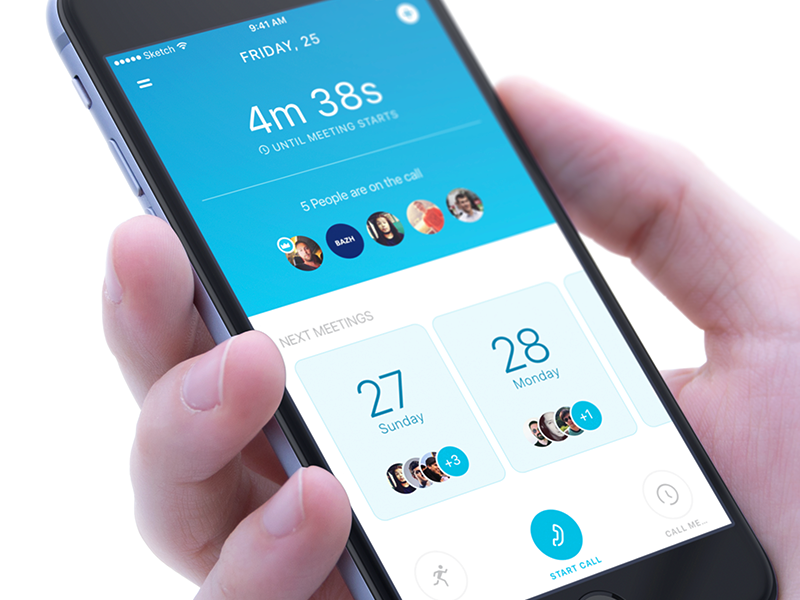 Sketch 9:41 AM
FRIDAY, 25
4m 38s
UNTIL MEETING STARTS
5 People are on the call
BAZH
NEXT MEETINGS
27
Sunday
+3
28
Monday
+1
START CALL
CALL ME...